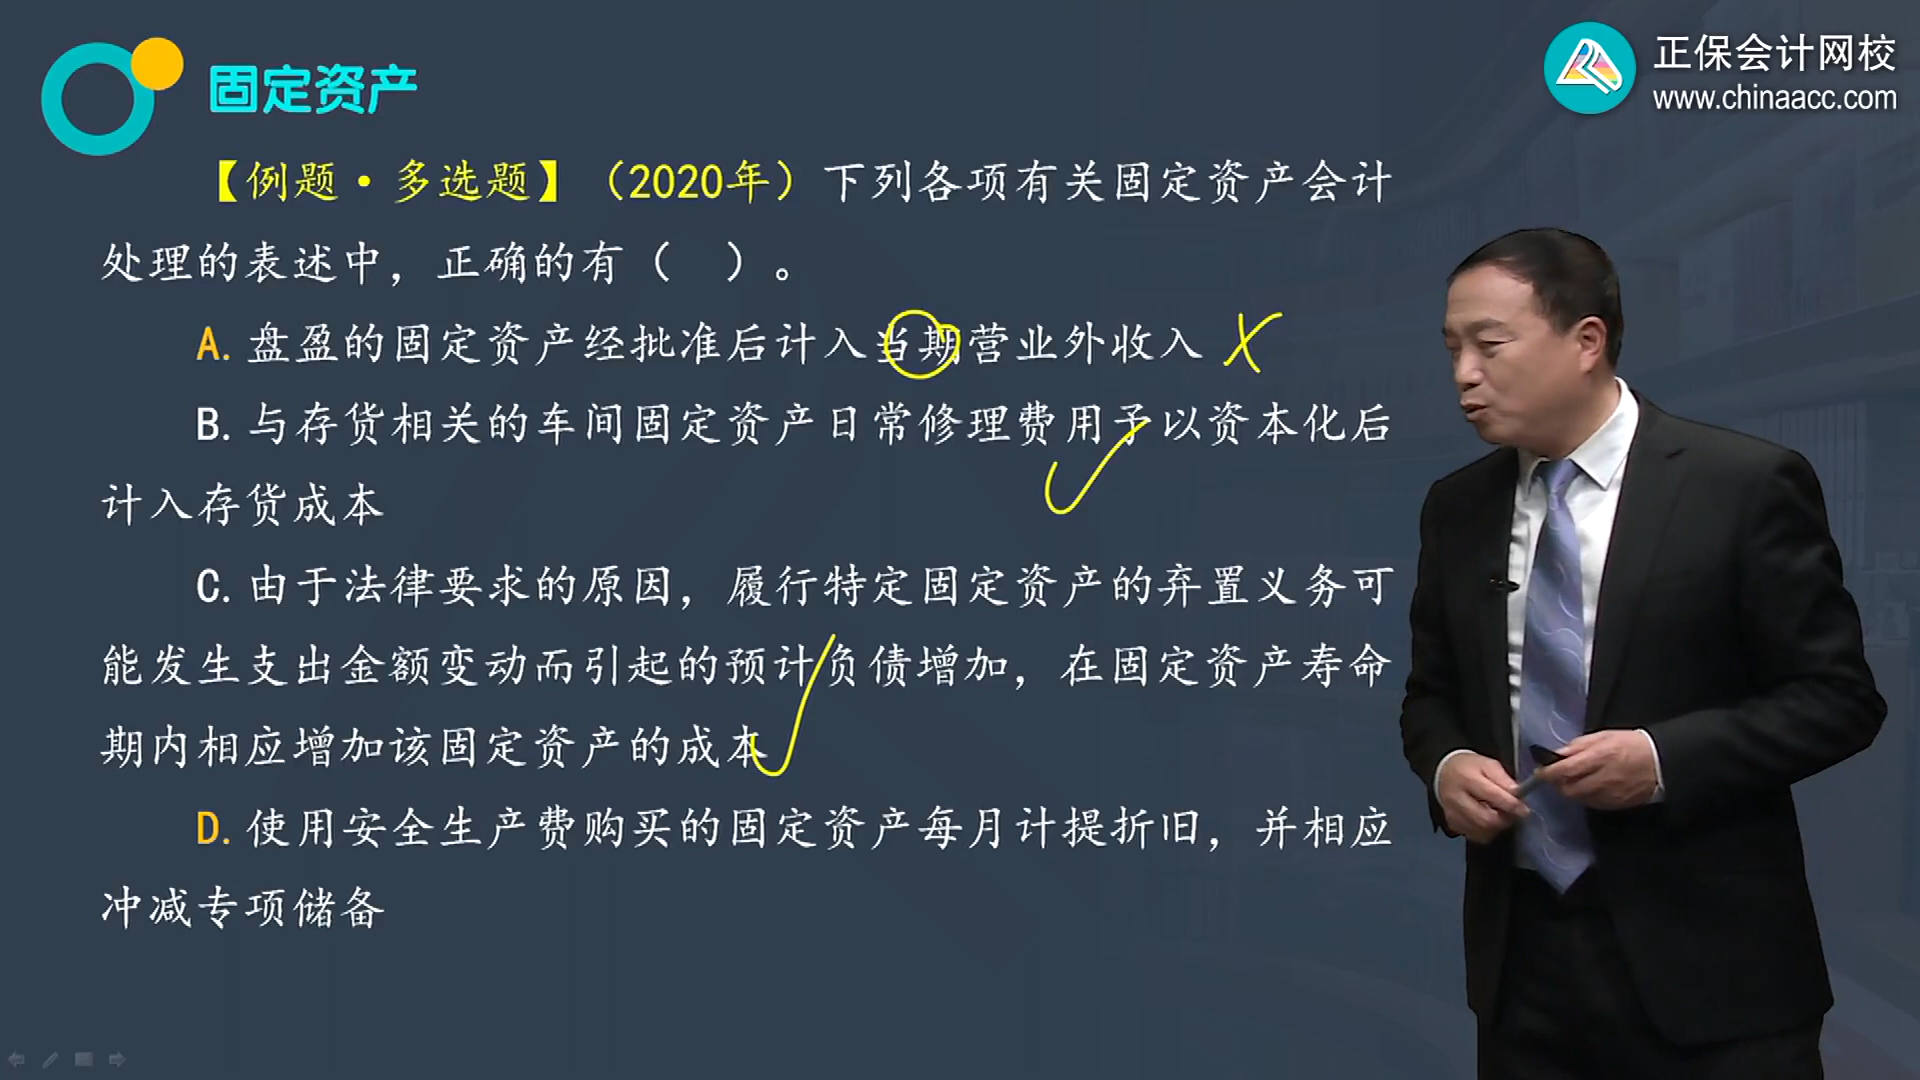 固定资产
正保会计网校
www.chinaacc.com
【例题·多选题】（2020年）下列各项有关固定资产会计
处理的表述中，正确的有（ ）。
A. 盘盈的固定资产经批准后计入当期营业外收入
B. 与存货相关的车间固定资产日常修理费用予以资本化后
计入存货成本
C. 由于法律要求的原因，履行特定固定资产的弃置义务可
能发生支出金额变动而引起的预计负债增加，在固定资产寿命
期内相应增加该固定资产的成本
D. 使用安全生产费购买的固定资产每月计提折旧，并相应
冲减专项储备